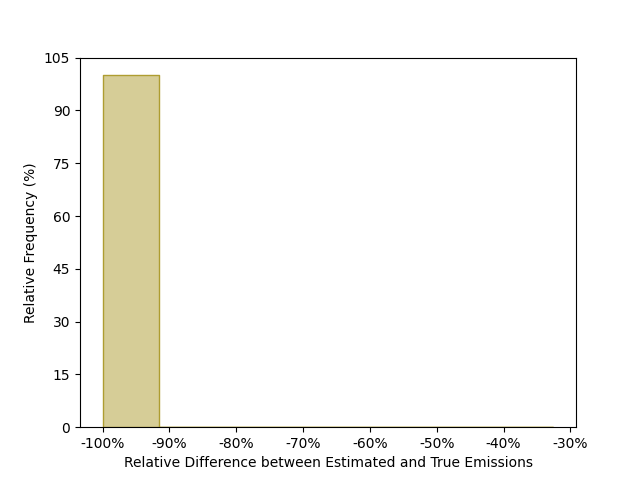 105
90
75
60
45
30
15
0
Relative Frequency (%)
-100% -90% -80% -70% -60% -50% -40% -30%
Relative Difference between Estimated and True Emissions